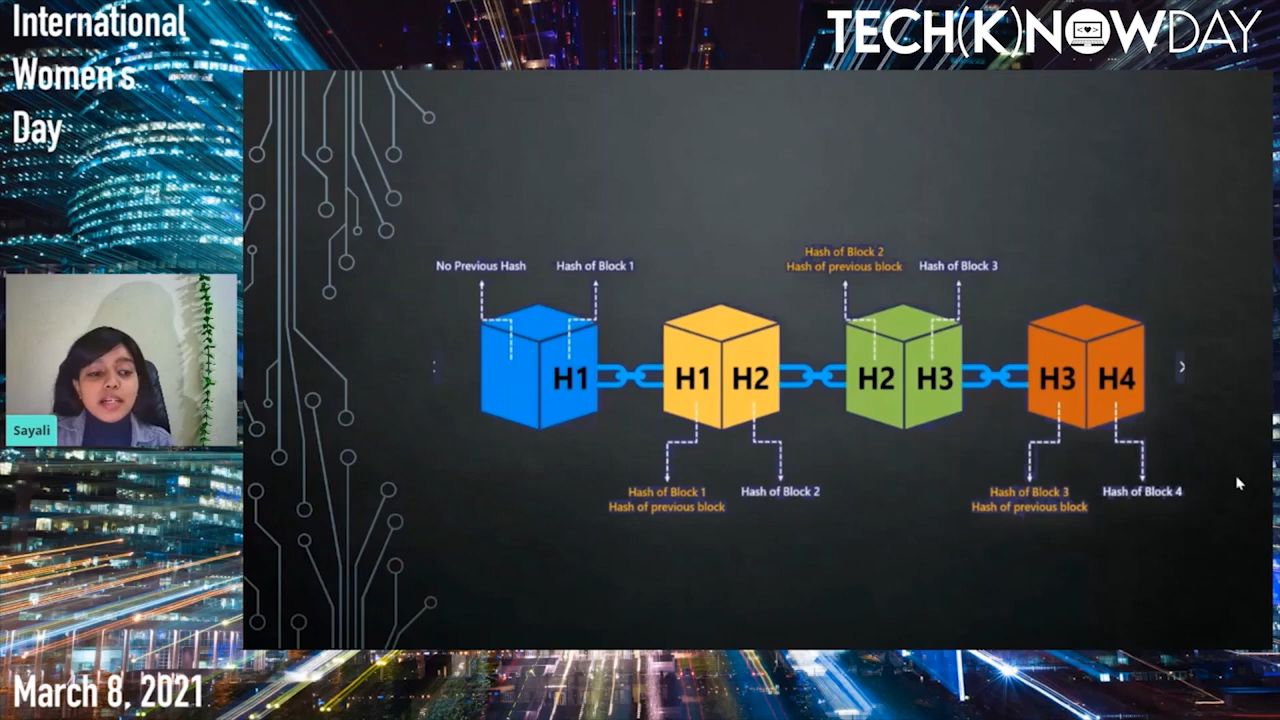 International
Women's
Day
TECH(K)NOWDAY
Hash of Block 2
No Previous Hash
Hash of Block 1
Hash of previous block
Hash of Block 3
H1
H1
H2
H2
H3
H3
H4
Sayali
Hash of Block 1
Hash of previous block
Hash of Block 2
Hash of Block 3
Hash of previous block
Hash of Block 4
March 8, 2021